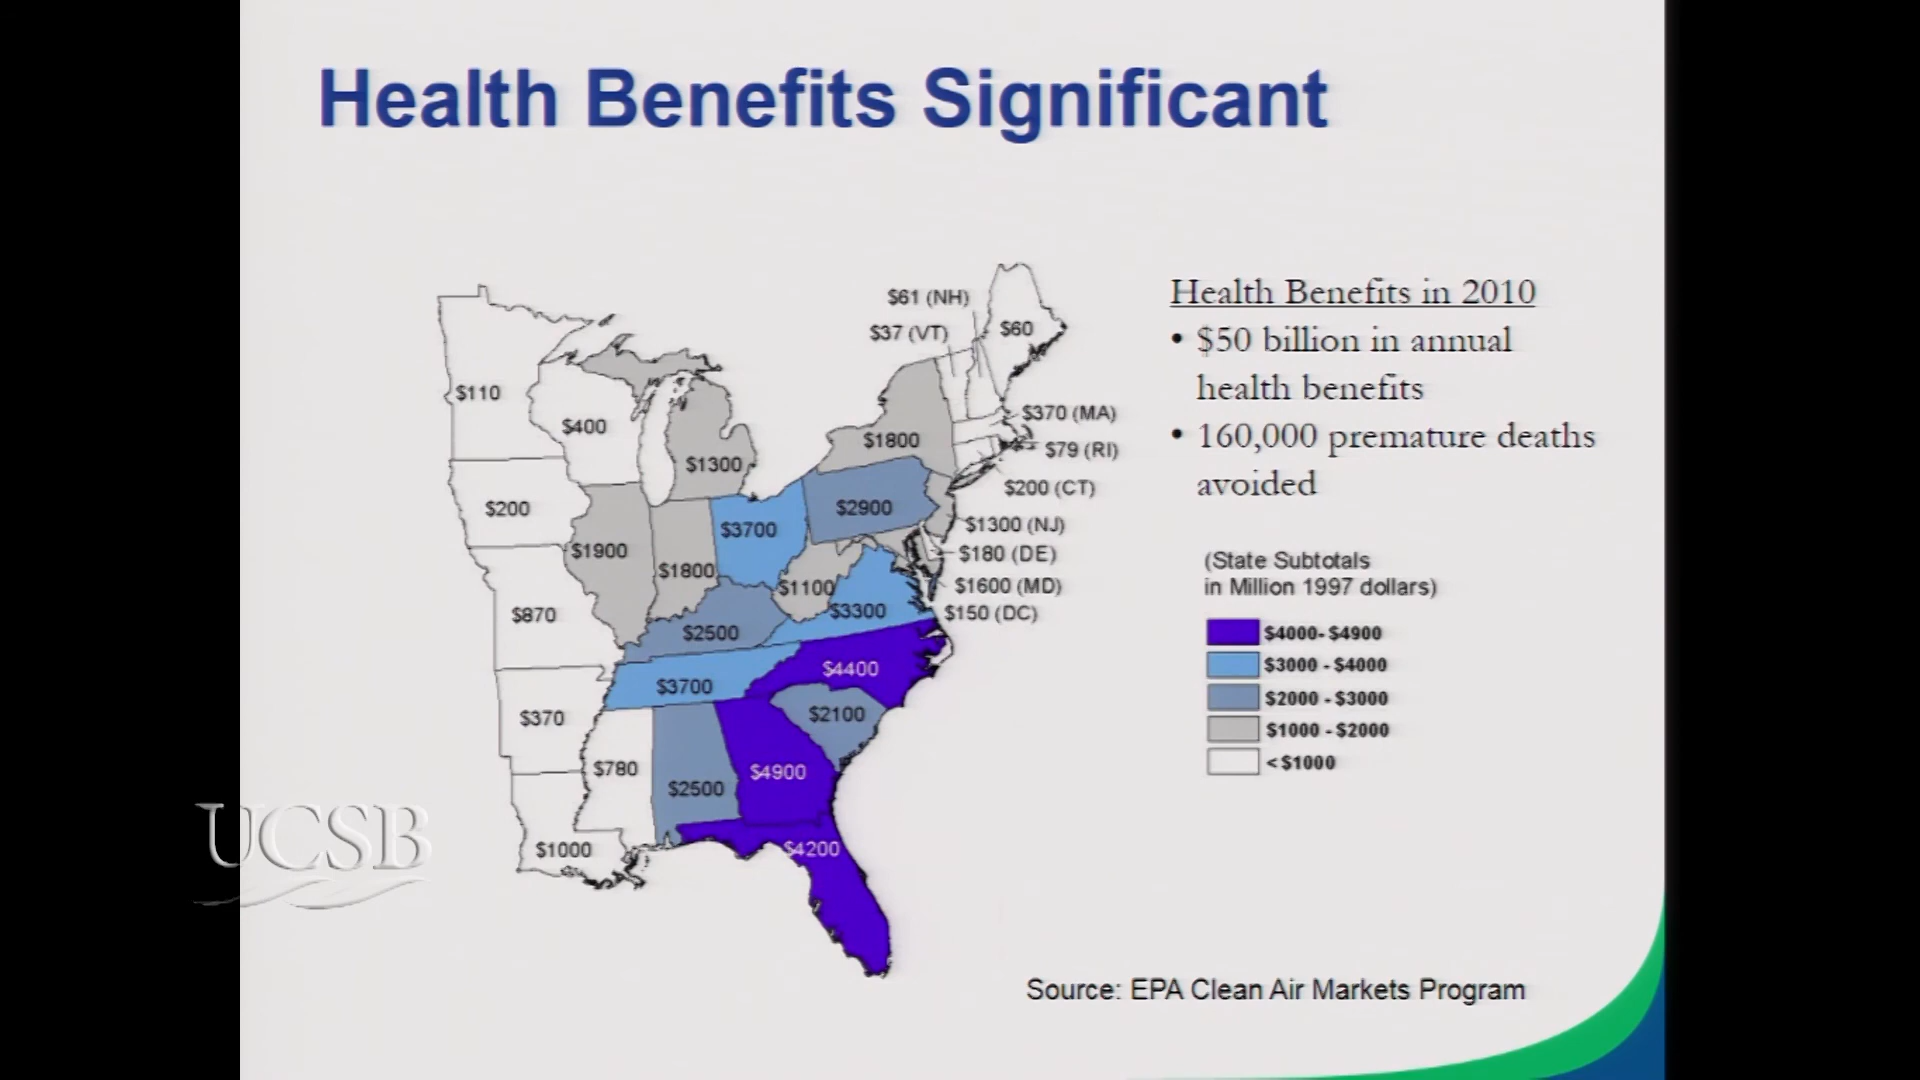 Health Benefits Significant
$61 (NH)
$37 (VT)
$60
$110
$400
$1300
$1800
$370 (MA)
$79 (RI)
$200 (CT)
$1300 (NJ)
$180 (DE)
$1600 (MD)
$150 (DC)
$200
$1900
$1800
$3700
$2900
$1100
$3300
$870
$2500
$4400
$3700
$2100
$370
$780
$2500
$4900
$1000
$4200
Health Benefits in 2010
• $50 billion in annual
health benefits
• 160,000 premature deaths
avoided
(State Subtotals
in Million 1997 dollars)
$4000- $4900
$3000 - $4000
$2000 - $3000
$1000 - $2000
< $1000
UCSB
Source: EPA Clean Air Markets Program